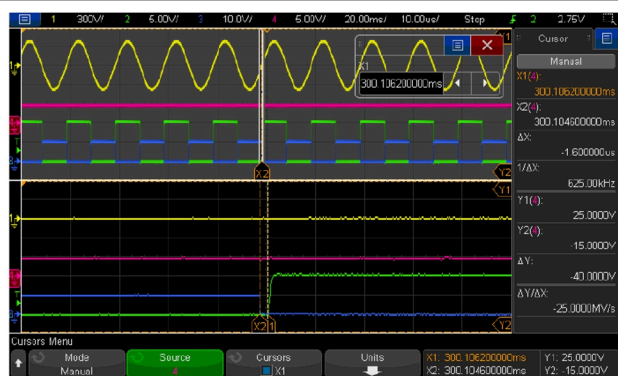 1 300V/ 2 5.00V/ 3 10.0V/ 4 5.00V/ 20.00ms/ 10.00us/ Stop 2 2.75V
Cursor
Manual
X1(4):
300.106200000ms
X2(4):
300.104600000ms
ΔX:
-1.600000us
1/ΔX:
625.00kHz
Y1(4):
25.0000V
Y2(4):
-15.0000V
ΔY:
-40.0000V
ΔY/ΔX:
-25.0000MV/s
X1
300.106200000ms
Y1
X2
Y2
Y1
X2 1
Y2
Cursors Menu
Mode
Manual
Source
4
Cursors
X1
Units
X1: 300.106200000ms
X2: 300.104600000ms
Y1: 25.0000V
Y2: -15.0000V